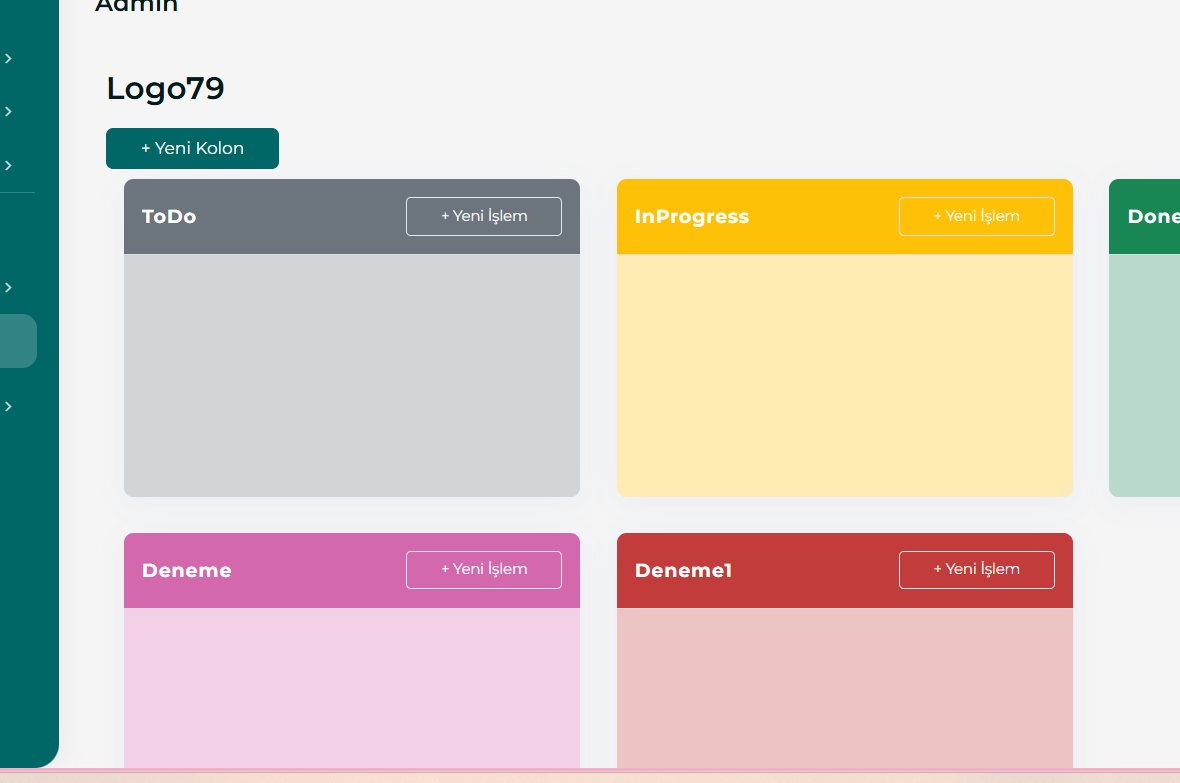 Admin
Logo79
+ Yeni Kolon
ToDo
+ Yeni İşlem
InProgress
+ Yeni İşlem
Done
Deneme
+ Yeni İşlem
Deneme1
+ Yeni İşlem